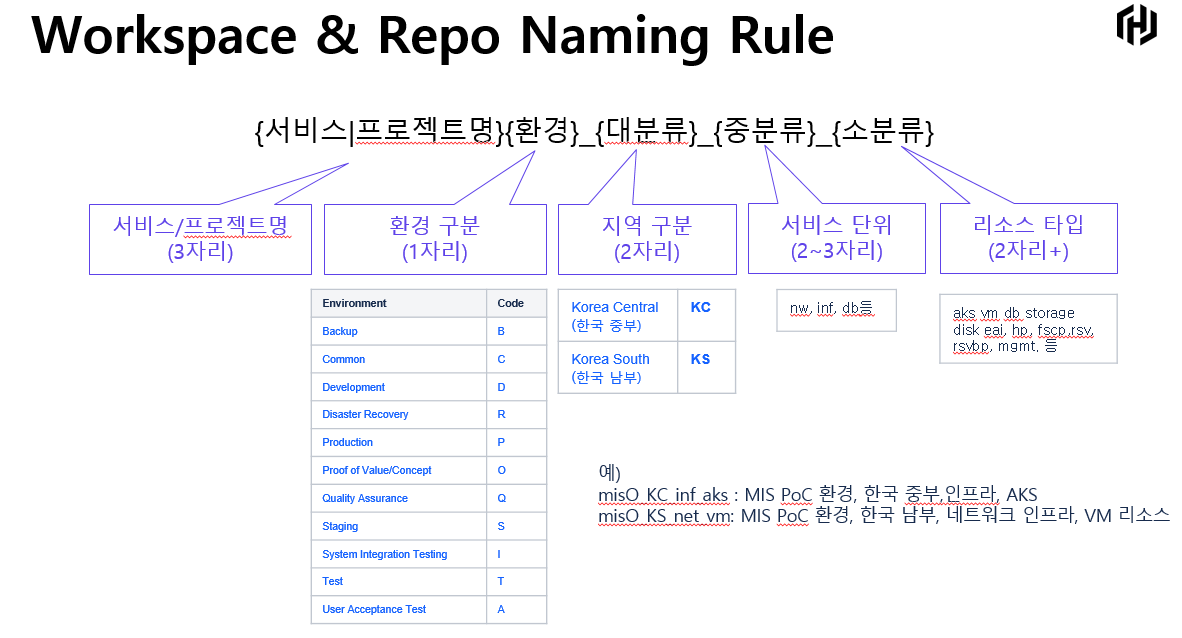 Workspace & Repo Naming Rule
{서비스|프로젝트명}{환경}_{대분류}_{중분류}_{소분류}
서비스/프로젝트명
(3자리)
환경 구분
(1자리)
지역 구분
(2자리)
서비스 단위
(2~3자리)
리소스 타입
(2자리+)
Environment Code
Backup B
Common C
Development D
Disaster Recovery R
Production P
Proof of Value/Concept O
Quality Assurance Q
Staging S
System Integration Testing I
Test T
User Acceptance Test A
Korea Central KC
(한국 중부)
Korea South KS
(한국 남부)
nw, inf, db등
aks vm db storage
disk eai, hp, fscp,rsv,
rsvbp, mgmt, 등
예)
misO_KC_inf_aks : MIS PoC 환경, 한국 중부,인프라, AKS
misO_KS_net_vm: MIS PoC 환경, 한국 남부, 네트워크 인프라, VM 리소스